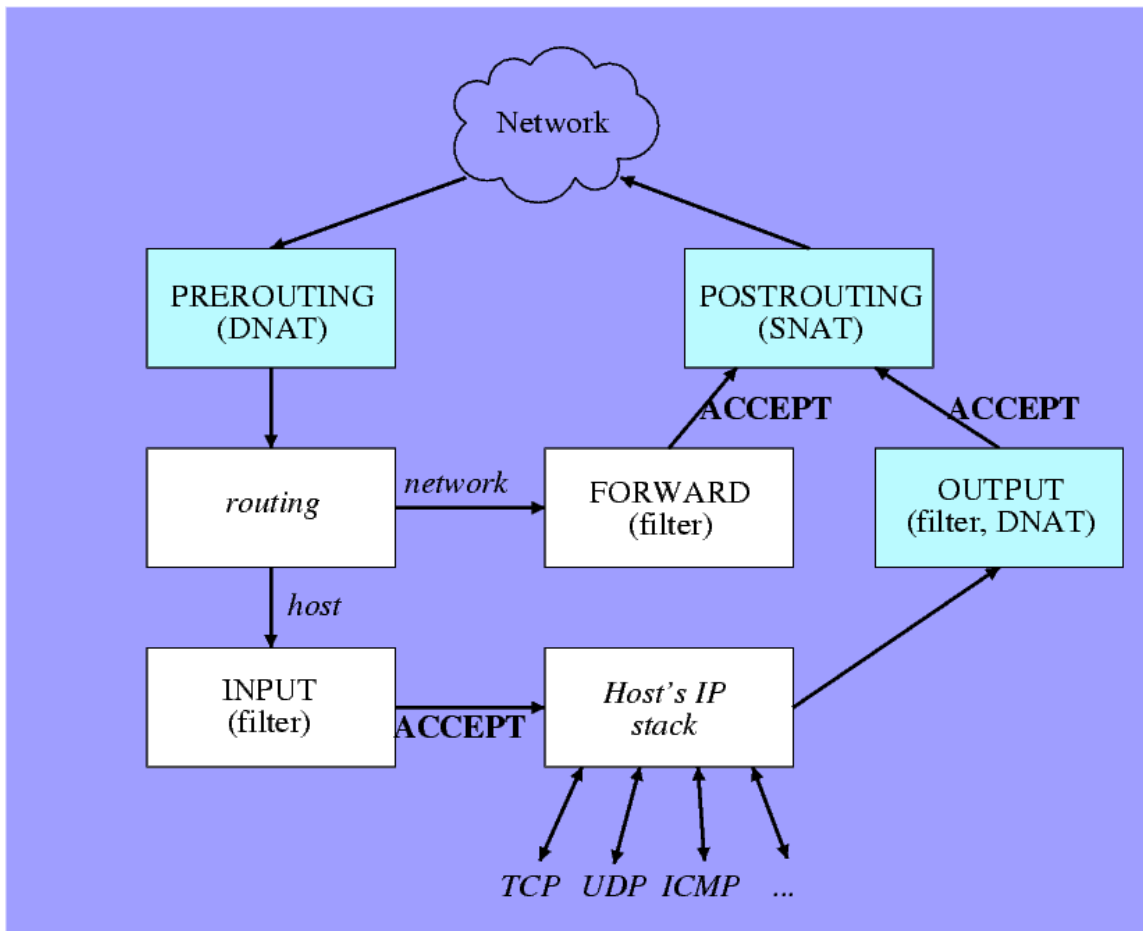 Network
PREROUTING
(DNAT)
POSTROUTING
(SNAT)
ACCEPT
ACCEPT
routing
network
FORWARD
(filter)
OUTPUT
(filter, DNAT)
host
INPUT
(filter)
ACCEPT
Host's IP
stack
TCP UDP ICMP ...